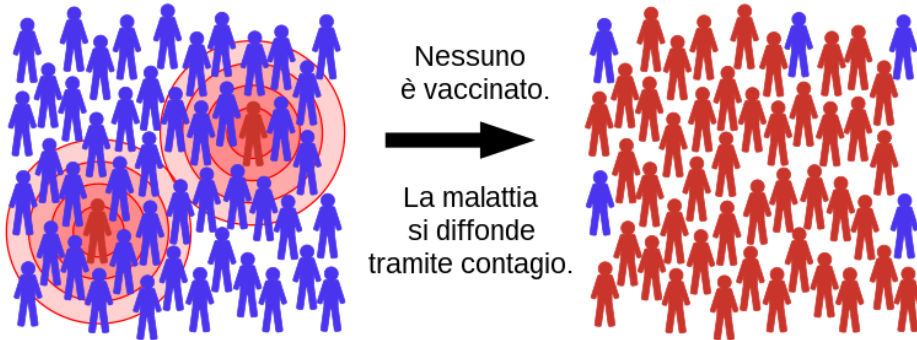 Nessuno
è vaccinato.
La malattia
si diffonde
tramite contagio.